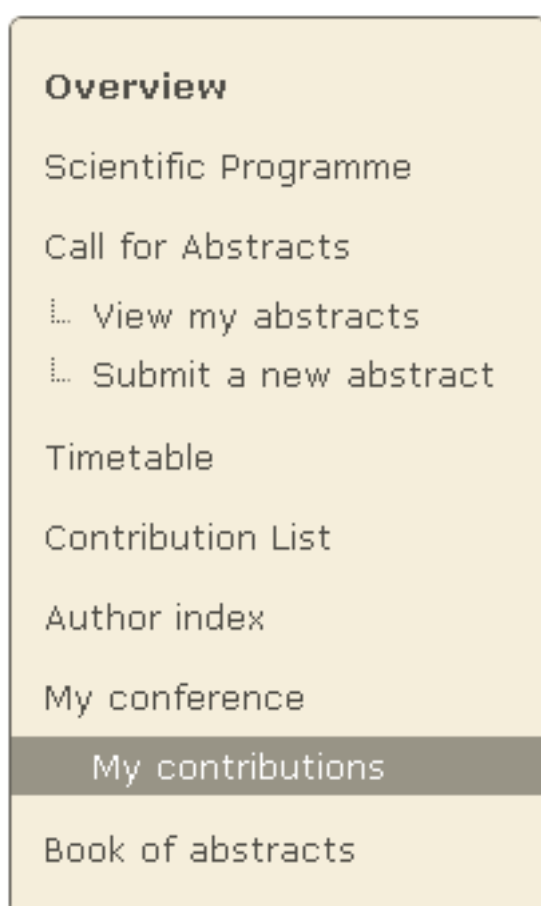 Overview
Scientific Programme
Call for Abstracts
View my abstracts
Submit a new abstract
Timetable
Contribution List
Author index
My conference
My contributions
Book of abstracts